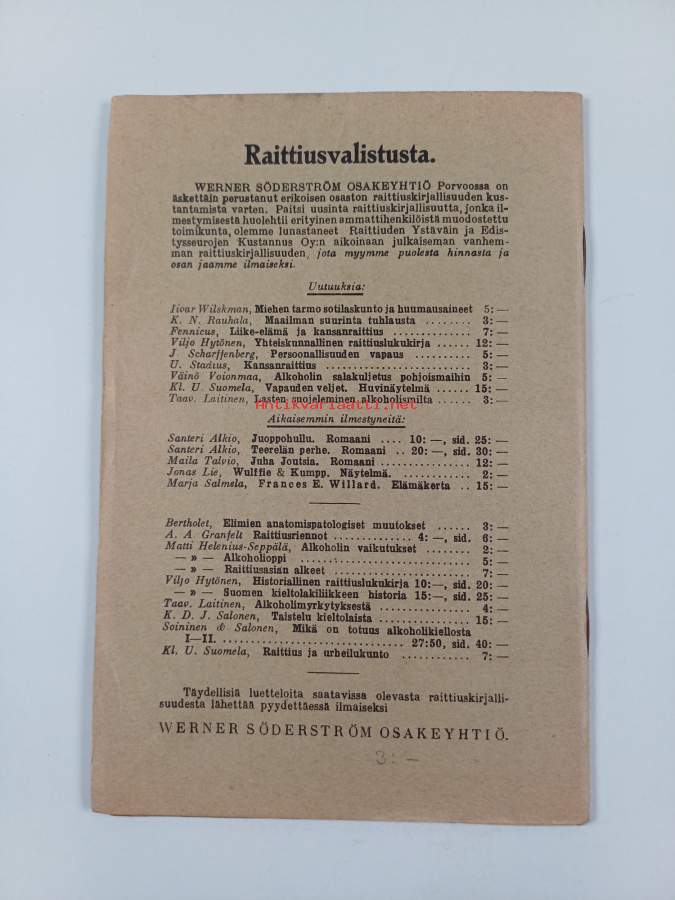 Raittiusvalistusta.
WERNER SÖDERSTRÖM OSAKEYHTIÖ Porvoossa on
äskettäin perustanut erikoisen osaston raittiuskirjallisuuden kus-
tantamista varten. Paitsi uusinta raittiuskirjallisuutta, jonka il-
mestymisestä huolehtii erityinen ammattihenkilöistä muodostettu
toimikunta, olemme lunastaneet Raittiuden Ystäväin ja Edis-
tysseurojen Kustannus Oy:n aikoinaan julkaiseman vanhem-
man raittiuskirjallisuuden, jota myymme puolesta hinnasta ja
osan jaamme ilmaiseksi.
Uutuuksia:
Iivar Wilskman, Miehen tarmo sotilaskunto ja huumausaineet 5: —
K. N. Rauhala, Maailman suurinta tuhlausta ........ 3: —
Fennicus, Liike-elämä ja kansanraittius ............. 7: —
Viljo Hytönen, Yhteiskunnallinen raittiuslukukirja ...... 12: —
J Scharffenberg, Persoonallisuuden vapaus .......... 5: —
U. Stadius, Kansanraittius ...................... 3: —
Väinö Voionmaa, Alkoholin salakuljetus pohjoismaihin 5: —
Kl. U. Suomela, Vapauden veljet. Huvinäytelmä ...... 15: —
Taav. Laitinen, Lasten suojeleminen alkoholismilta .. 3: —
Antikvariaatti.net
Aikaisemmin ilmestyneitä:
Santeri Alkio, Juoppohullu. Romaani .... 10: —, sid. 25: —
Santeri Alkio, Teerelän perhe. Romaani .. 20: —, sid. 30: —
Maila Talvio, Juha Joutsia. Romaani .............. 12: —
Jonas Lie, Wulffie & Kumpp. Näytelmä. ............ 2: —
Marja Salmela, Frances E. Willard. Elämäkerta .. 15: —
Bertholet, Elimien anatomispatologiset muutokset ...... 3: —
A. A. Granfelt Raittiusriennot ............. 4: —, sid. 6: —
Matti Helenius-Seppälä, Alkoholin vaikutukset ........ 2: —
— » — Alkoholioppi .................... 5: —
— » — Raittiusasian alkeet ................ 7: —
Viljo Hytönen, Historiallinen raittiuslukukirja 10: —, sid. 20: —
— » — Suomen kieltolakiliikkeen historia 15: —, sid. 25: —
Taav. Laitinen, Alkoholimyrkytyksestä .............. 4: —
K. D. J. Salonen, Taistelu kieltolaista .............. 15: —
Soininen & Salonen, Mikä on totuus alkoholikiellosta
I—II. ................................ 27:50, sid. 40: —
Kl. U. Suomela, Raittius ja urheilukunto ............ 7: —
Täydellisiä luetteloita saatavissa olevasta raittiuskirjalli-
suudesta lähettää pyydettäessä ilmaiseksi
WERNER SÖDERSTRÖM OSAKEYHTIÖ.
3: —